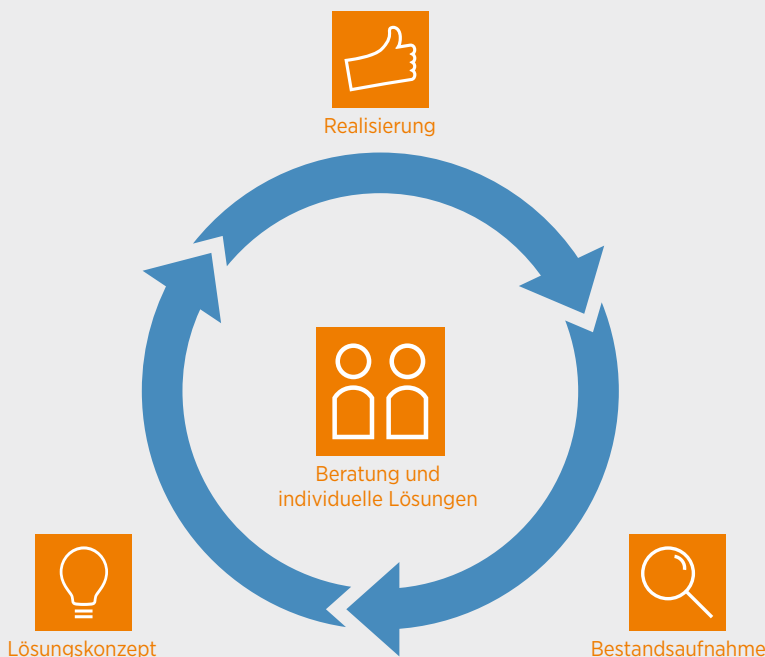 Realisierung
Beratung und
individuelle Lösungen
Lösungskonzept
Bestandsaufnahme